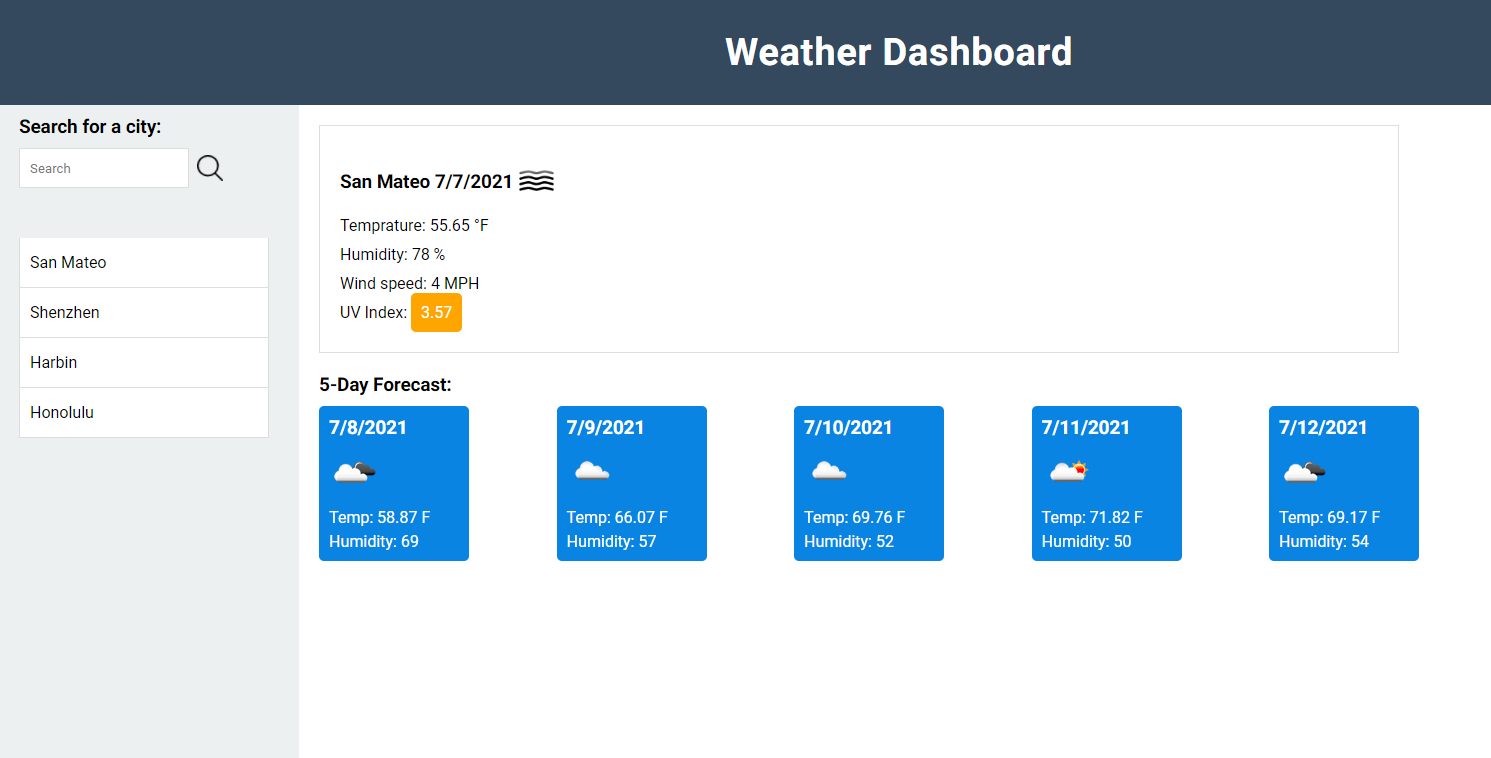 Weather Dashboard
Search for a city:
Search
San Mateo
Shenzhen
Harbin
Honolulu
San Mateo 7/7/2021
Temprature: 55.65 °F
Humidity: 78 %
Wind speed: 4 MPH
UV Index: 3.57
5-Day Forecast:
7/8/2021
Temp: 58.87 F
Humidity: 69
7/9/2021
Temp: 66.07 F
Humidity: 57
7/10/2021
Temp: 69.76 F
Humidity: 52
7/11/2021
Temp: 71.82 F
Humidity: 50
7/12/2021
Temp: 69.17 F
Humidity: 54